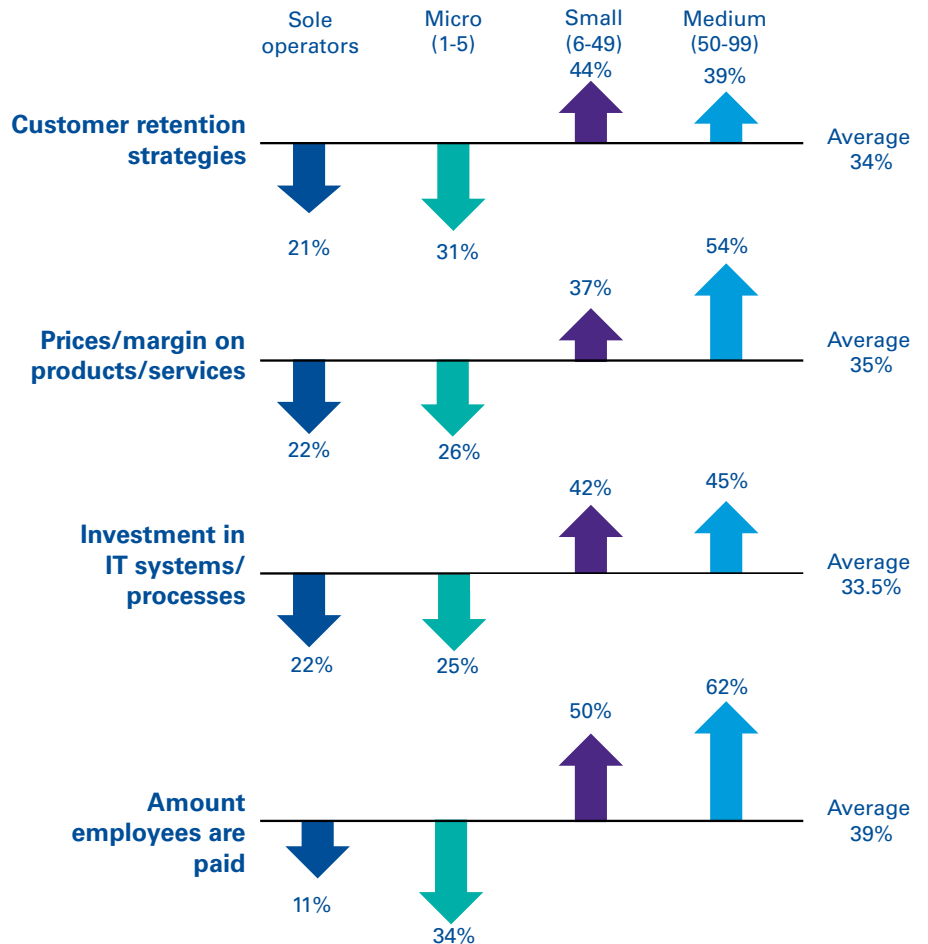 Sole
operators
Micro
(1-5)
Small
(6-49)
Medium
(50-99)
44%
39%
Customer retention
strategies
Average
34%
21%
31%
37%
54%
Prices/margin on
products/services
Average
35%
22%
26%
42%
45%
Investment in
IT systems/
processes
Average
33.5%
22%
25%
50%
62%
Amount
employees are
paid
Average
39%
11%
34%